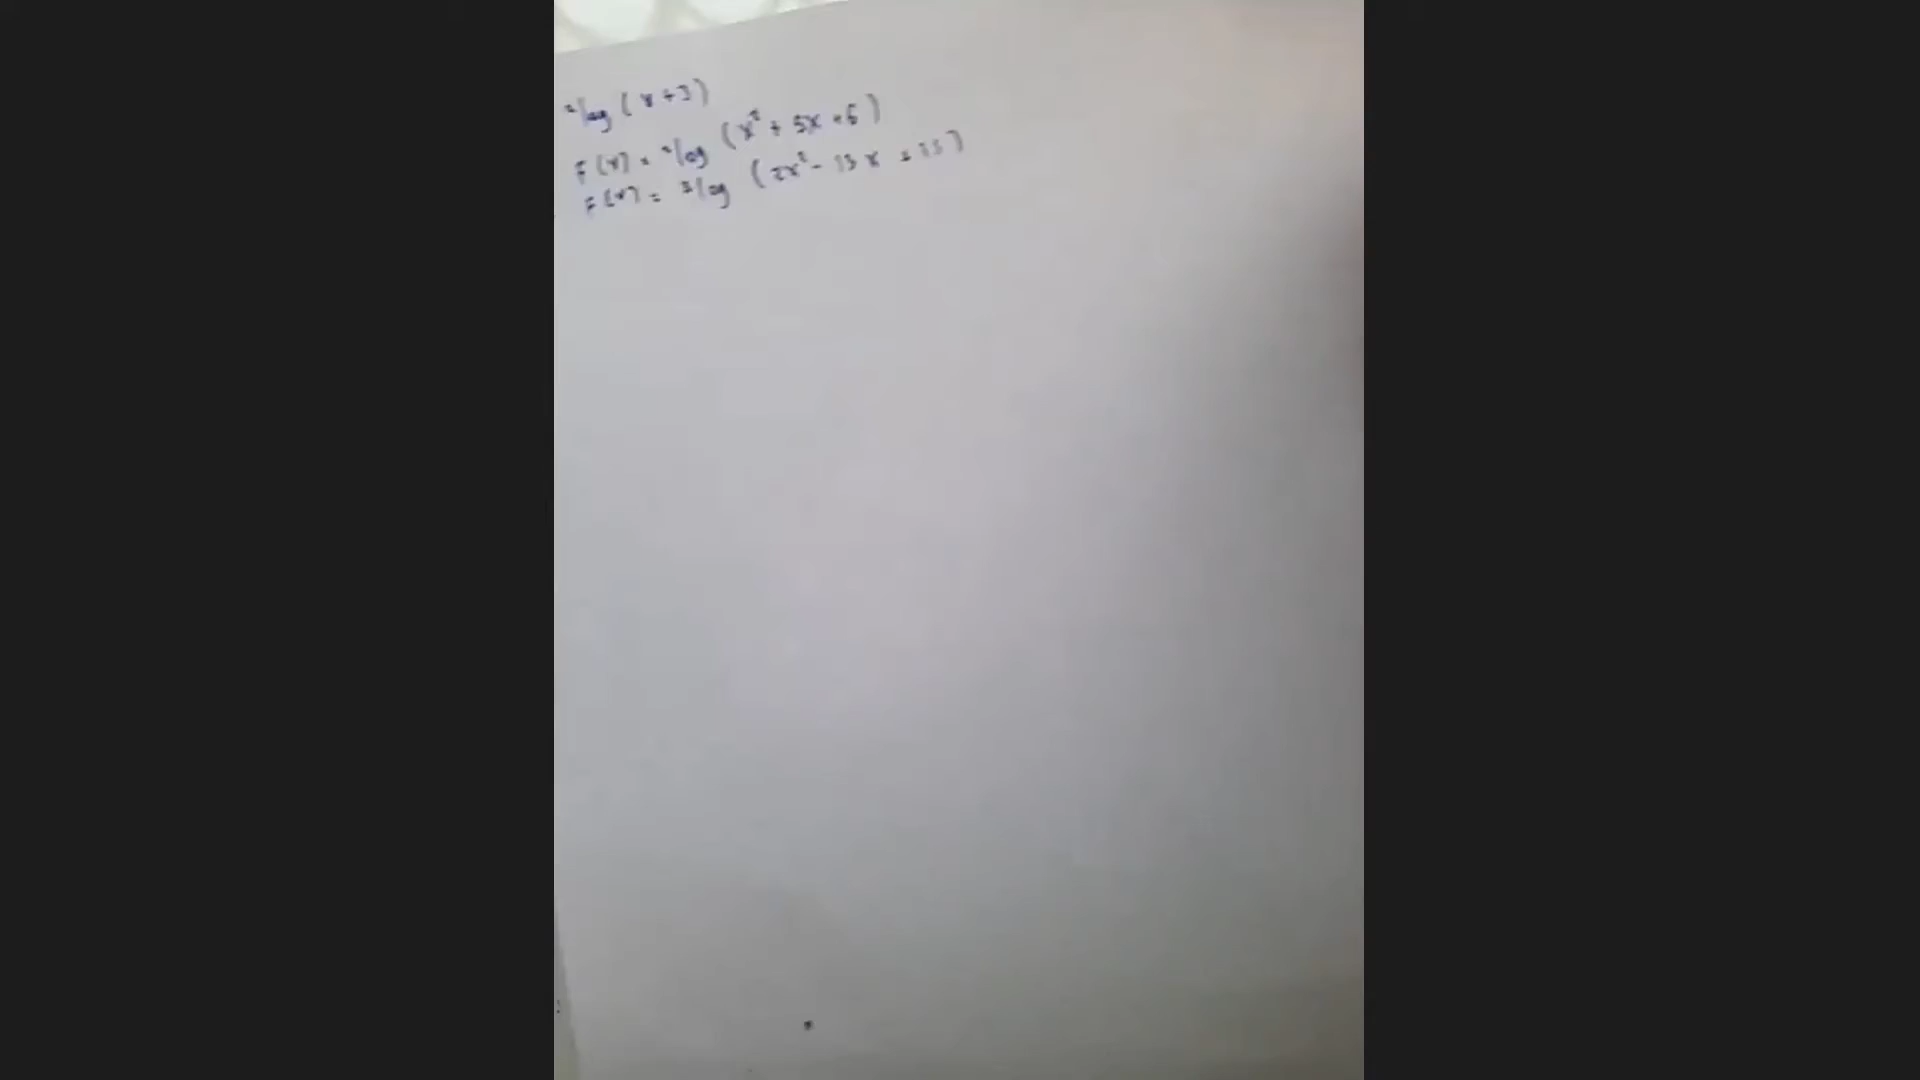 ²log (x+3)
F(x) = ²log (x² + 5x + 6)
F(x) = ³log (2x² - 13x